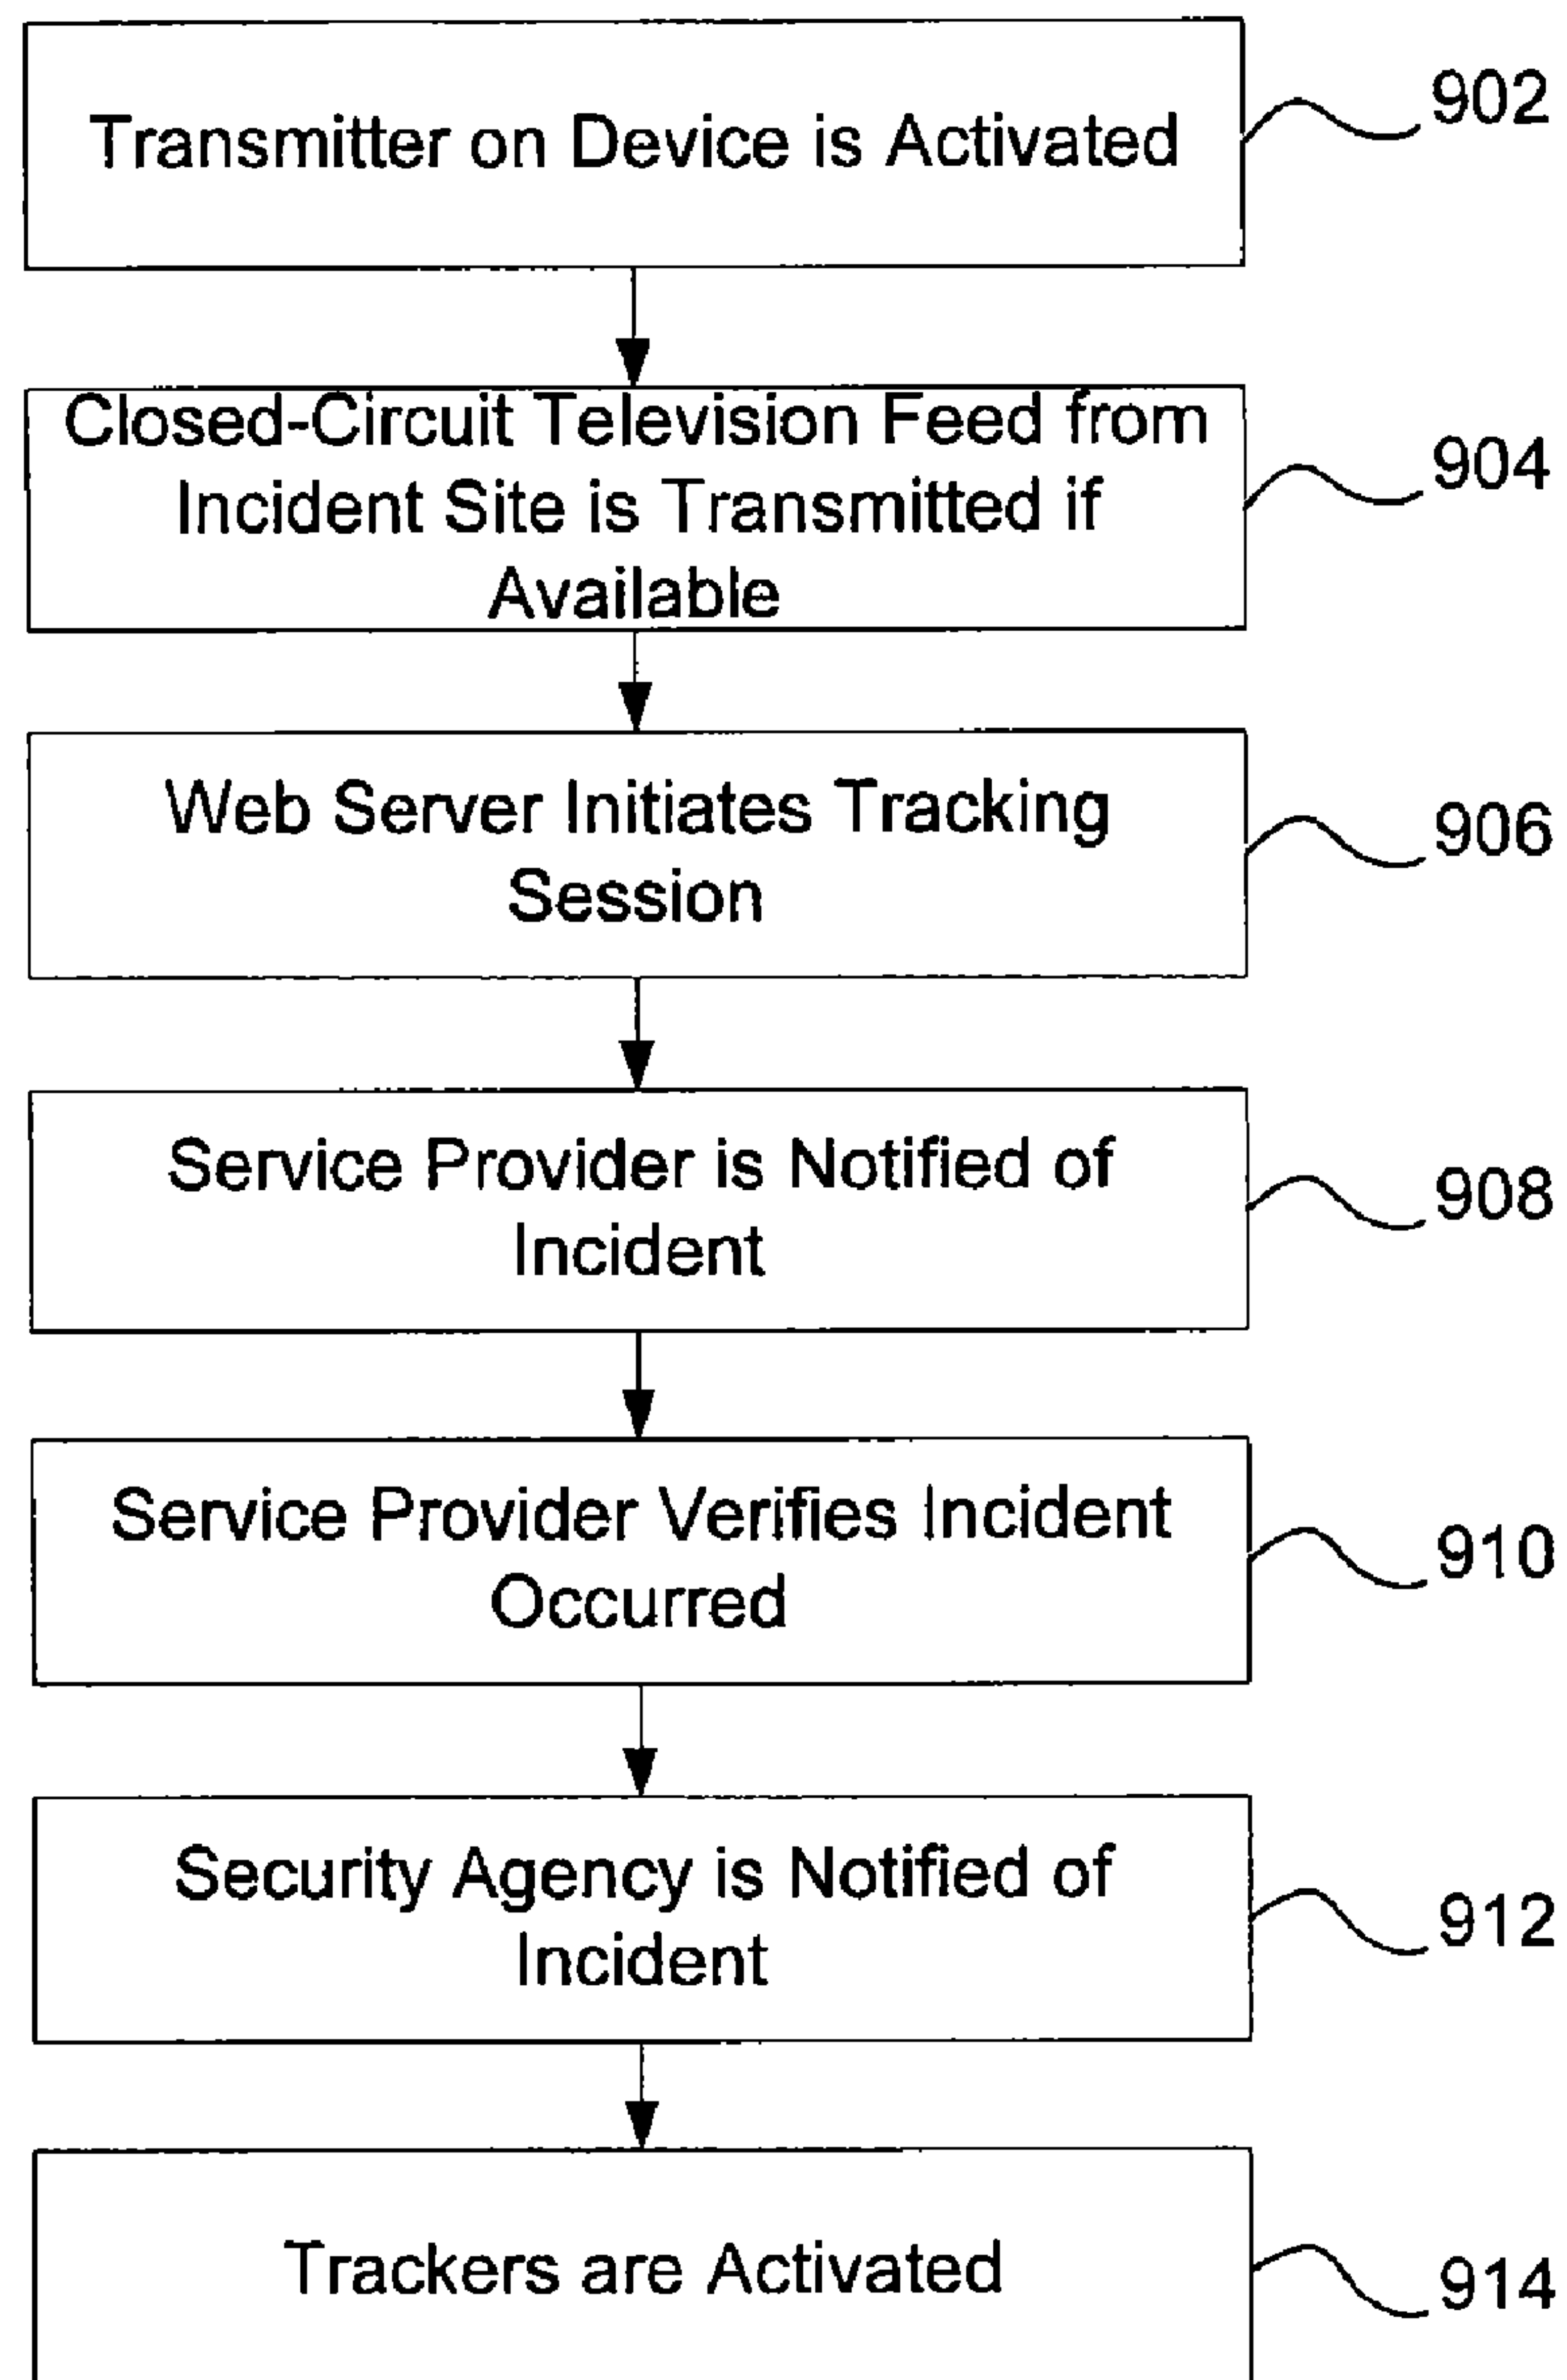 Transmitter on Device is Activated
902
Closed-Circuit Television Feed from
Incident Site is Transmitted if
Available
904
Web Server Initiates Tracking
Session
906
Service Provider is Notified of
Incident
908
Service Provider Verifies Incident
Occurred
910
Security Agency is Notified of
Incident
912
Trackers are Activated
914